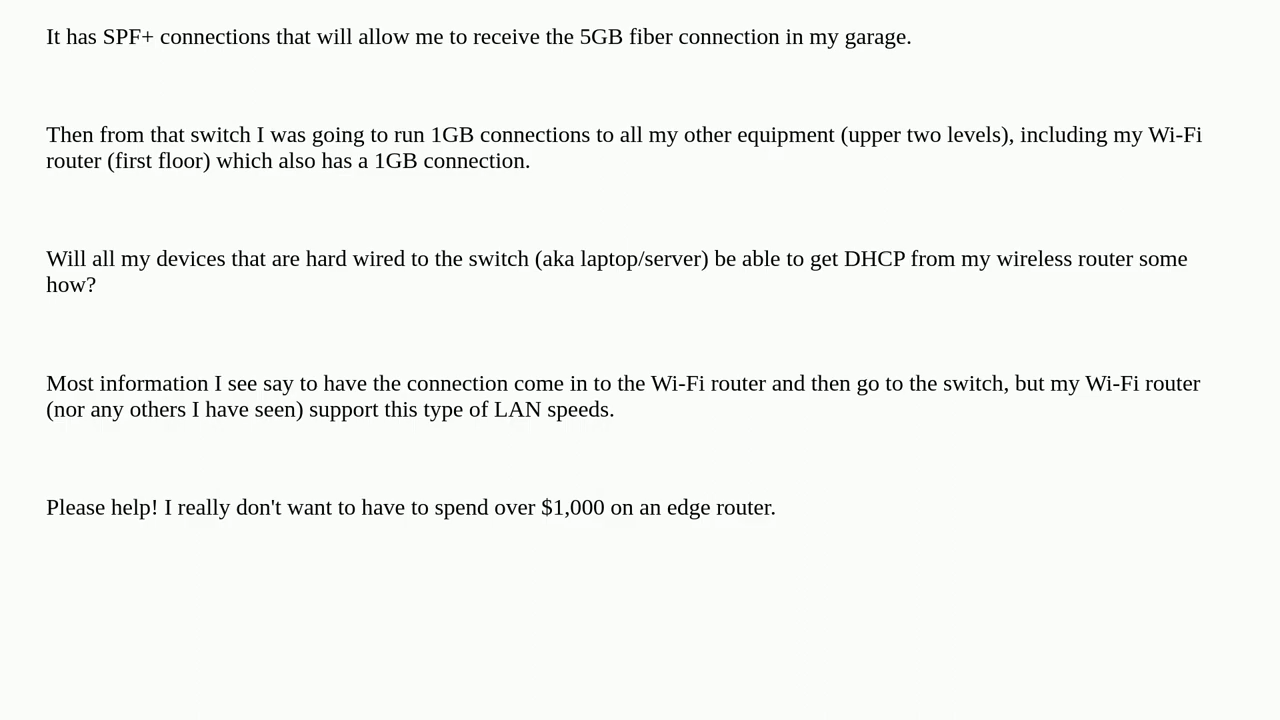 It has SPF+ connections that will allow me to receive the 5GB fiber connection in my garage.
Then from that switch I was going to run 1GB connections to all my other equipment (upper two levels), including my Wi-Fi
router (first floor) which also has a 1GB connection.
Will all my devices that are hard wired to the switch (aka laptop/server) be able to get DHCP from my wireless router some
how?
Most information I see say to have the connection come in to the Wi-Fi router and then go to the switch, but my Wi-Fi router
(nor any others I have seen) support this type of LAN speeds.
Please help! I really don't want to have to spend over $1,000 on an edge router.